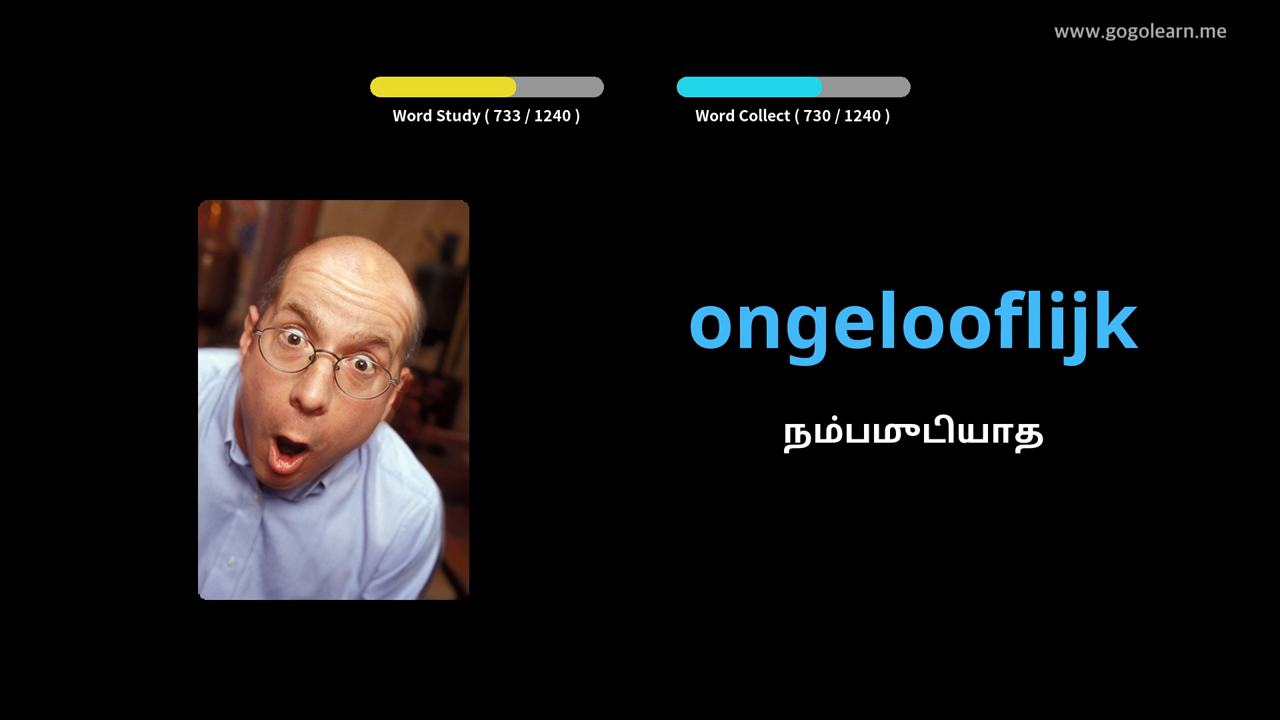 www.gogolearn.me
Word Study ( 733 / 1240 )
Word Collect ( 730 / 1240 )
ongelooflijk
நம்பமுடியாத